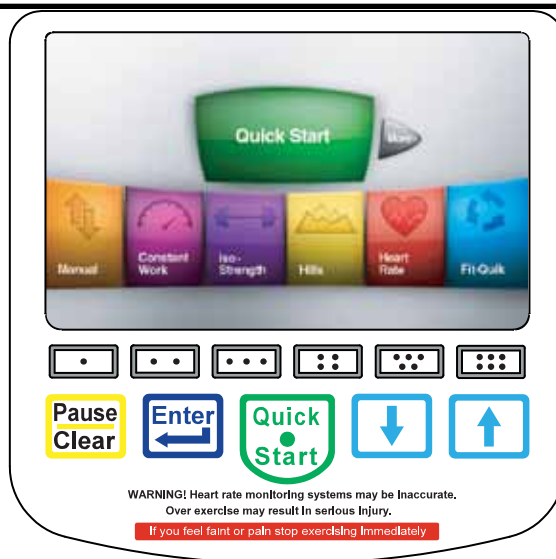 Quick Start
More
Manual
Constant
Work
Iso-
Strength
Hills
Heart
Rate
Fit-Quik
Pause
Clear
Enter
Quick
Start
WARNING! Heart rate monitoring systems may be inaccurate.
Over exercise may result in serious injury.
If you feel faint or pain stop exercising immediately